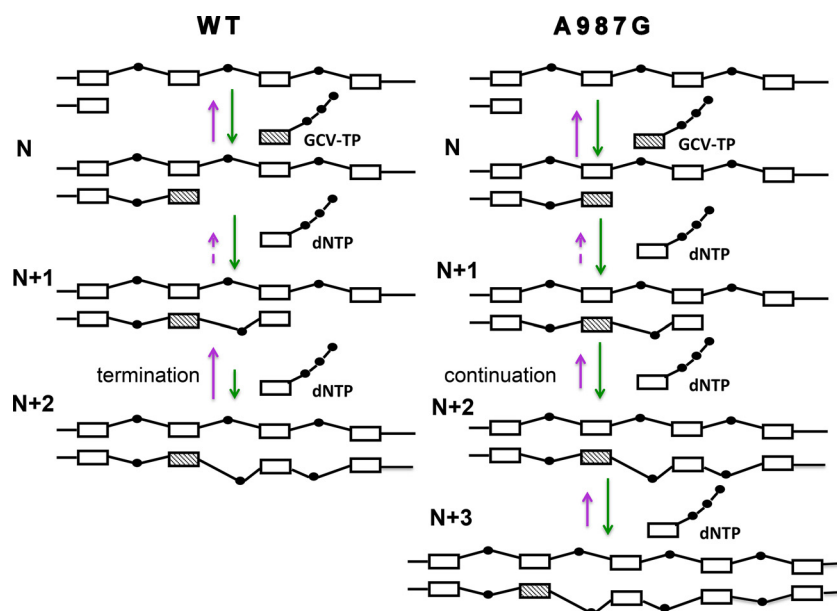 WT
A987G
GCV-TP
GCV-TP
N
N
dNTP
dNTP
N+1
N+1
termination
continuation
dNTP
dNTP
N+2
N+2
N+3
dNTP